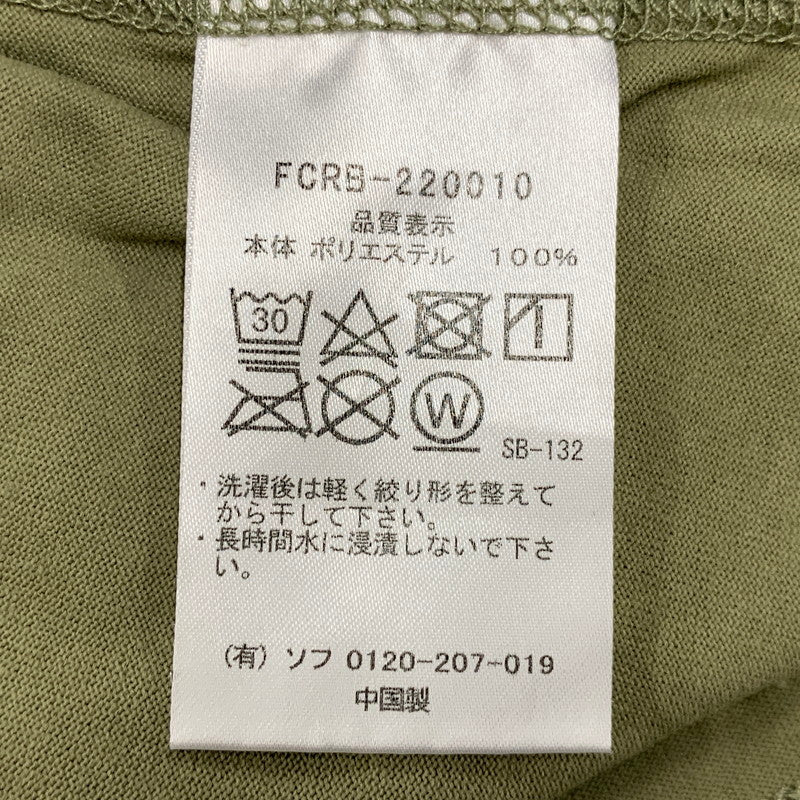 FCRB-220010
品質表示
本体 ポリエステル 100%
30
W
SB-132
・洗濯後は軽く絞り形を整えて
から干して下さい。
・長時間水に浸漬しないで下さ
い。
(有) ソフ 0120-207-019
中国製